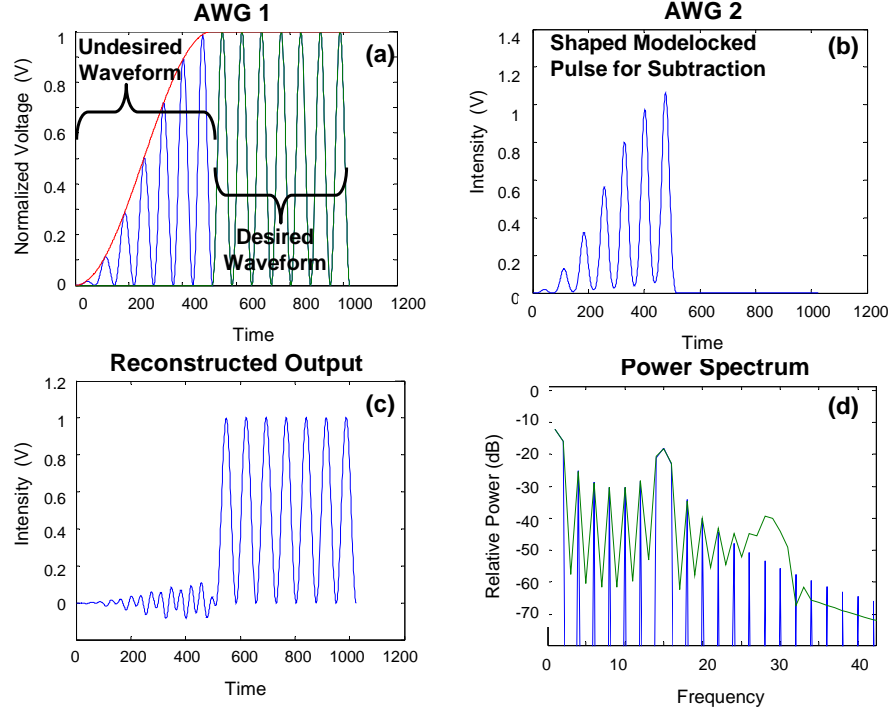 AWG 1
Undesired
Waveform
(a)
Desired
Waveform
Normalized Voltage (V)
1
0.8
0.6
0.4
0.2
0
0 200 400 600 800 1000 1200
Time
AWG 2
Shaped Modelocked
Pulse for Subtraction
(b)
Intensity (V)
1.4
1.2
1
0.8
0.6
0.4
0.2
0
0 200 400 600 800 1000 1200
Time
Reconstructed Output
(c)
Intensity (V)
1.2
1
0.8
0.6
0.4
0.2
0
0 200 400 600 800 1000 1200
Time
Power Spectrum
(d)
Relative Power (dB)
0
-10
-20
-30
-40
-50
-60
-70
0 10 20 30 40
Frequency